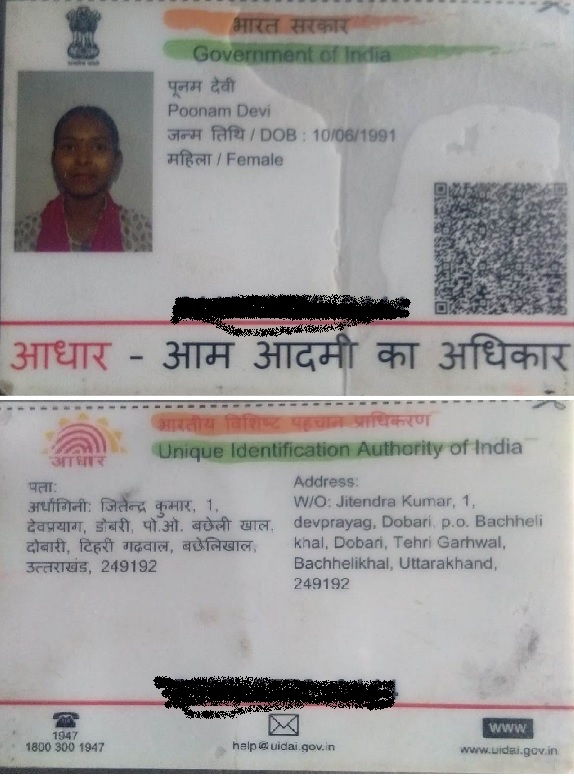 भारत सरकार
Government of India
पूनम देवी
Poonam Devi
जन्म तिथि / DOB : 10/06/1991
महिला / Female
आधार - आम आदमी का अधिकार
भारतीय विशिष्ट पहचान प्राधिकरण
Unique Identification Authority of India
आधार
पता:
अर्धांगिनी: जितेन्द्र कुमार, 1,
देवप्रयाग, डोबरी, पो.ओ. बछेली खाल,
दोबारी, टिहरी गढवाल, बछेलिखाल,
उत्तराखंड, 249192
Address:
W/O: Jitendra Kumar, 1,
devprayag, Dobari, p.o. Bachheli
khal, Dobari, Tehri Garhwal,
Bachhelikhal, Uttarakhand,
249192
1947
1800 300 1947
help@uidai.gov.in
www
www.uidai.gov.in